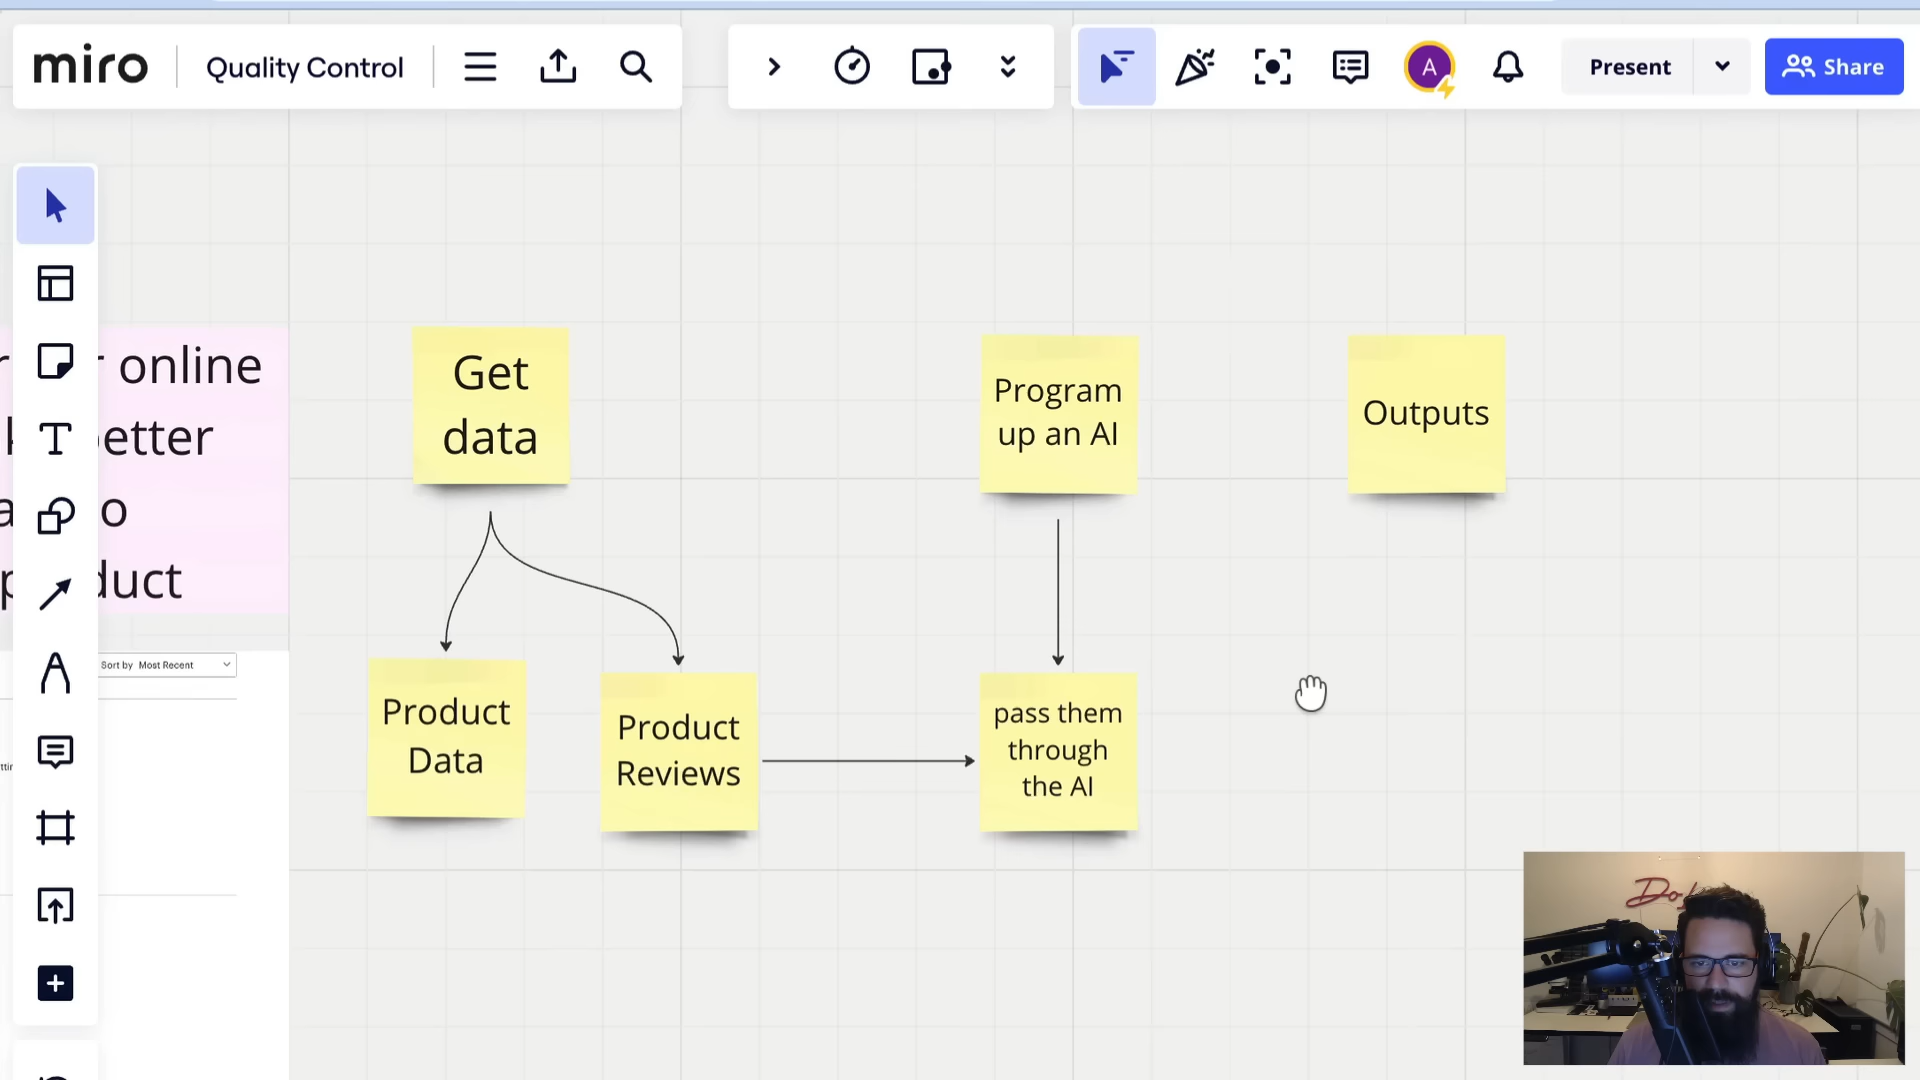 miro
Quality Control
A
Present
Share
online
etter
o
duct
Sort by Most Recent
Get
data
Program
up an AI
Outputs
Product
Data
Product
Reviews
pass them
through
the AI